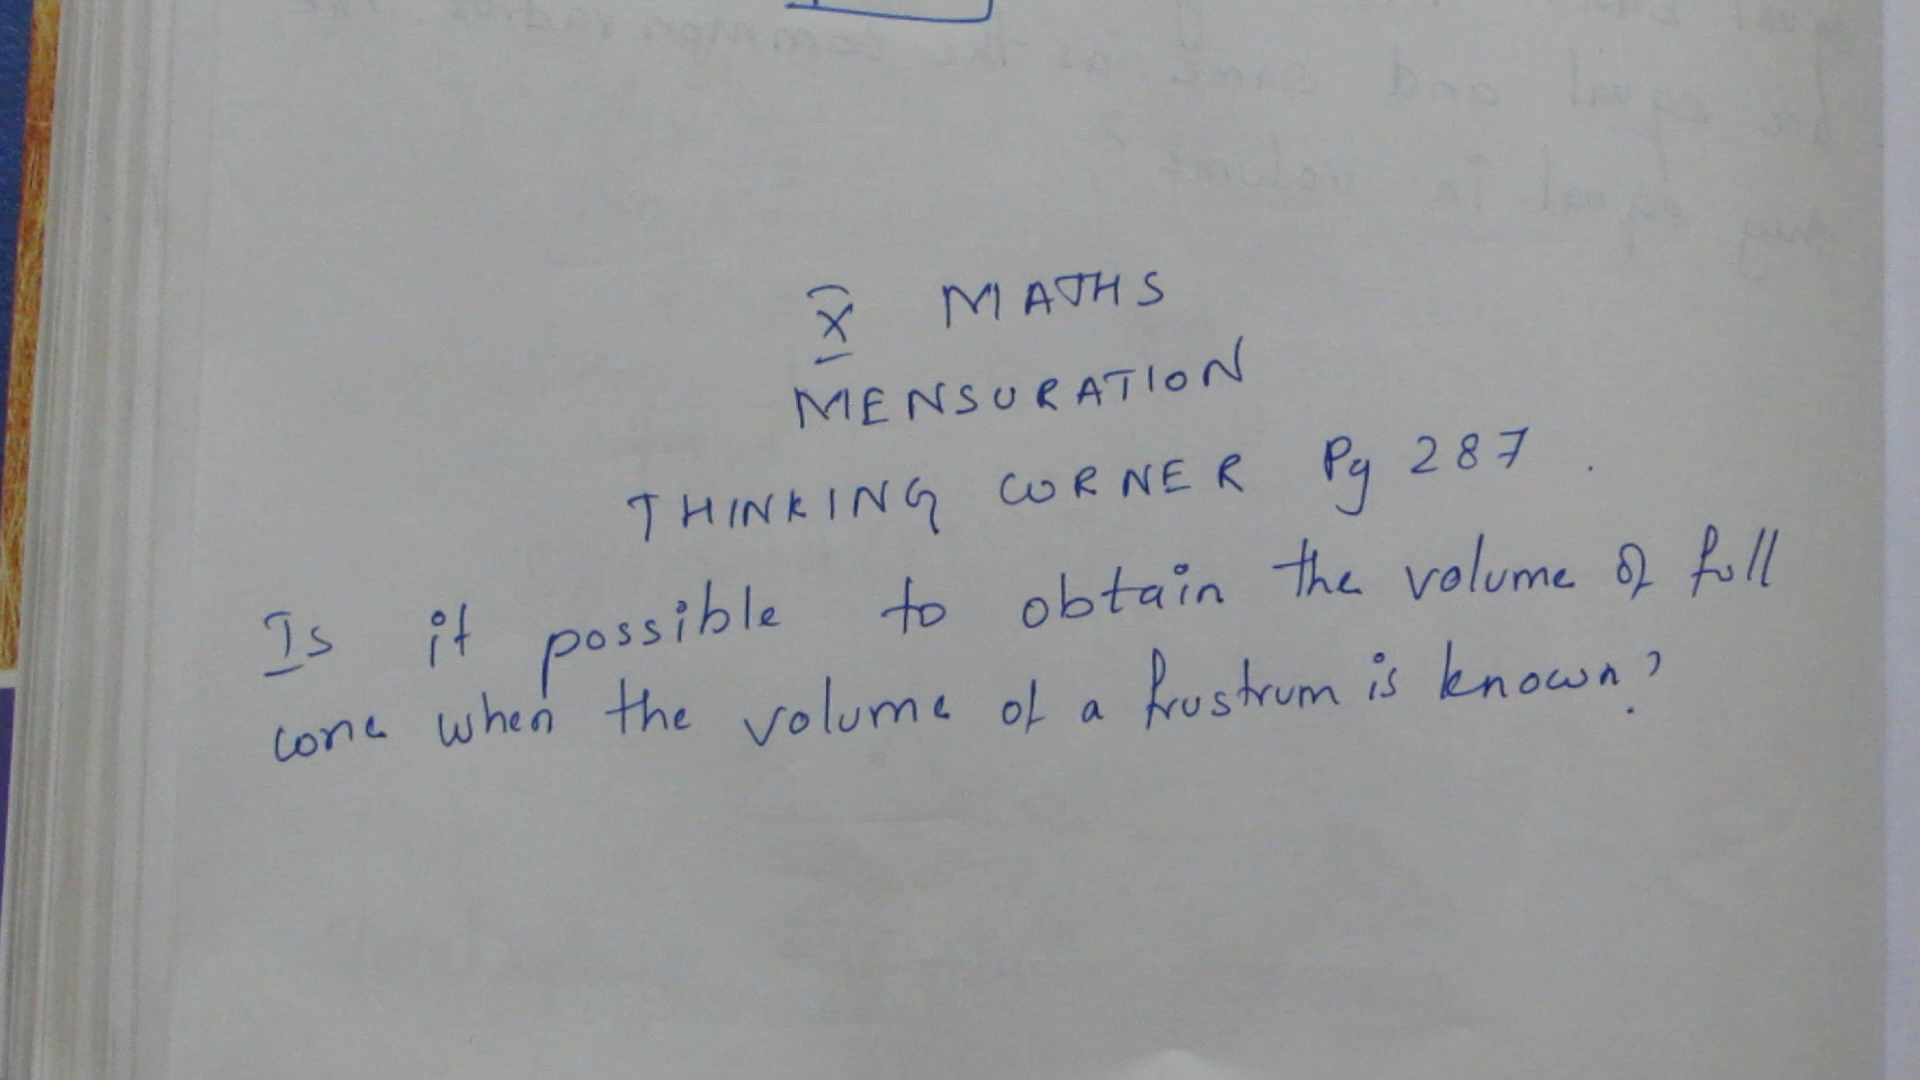 X MATHS
MENSURATION
THINKING CORNER Pg 287.
Is it possible to obtain the volume of full
cone when the volume of a frustrum is known?